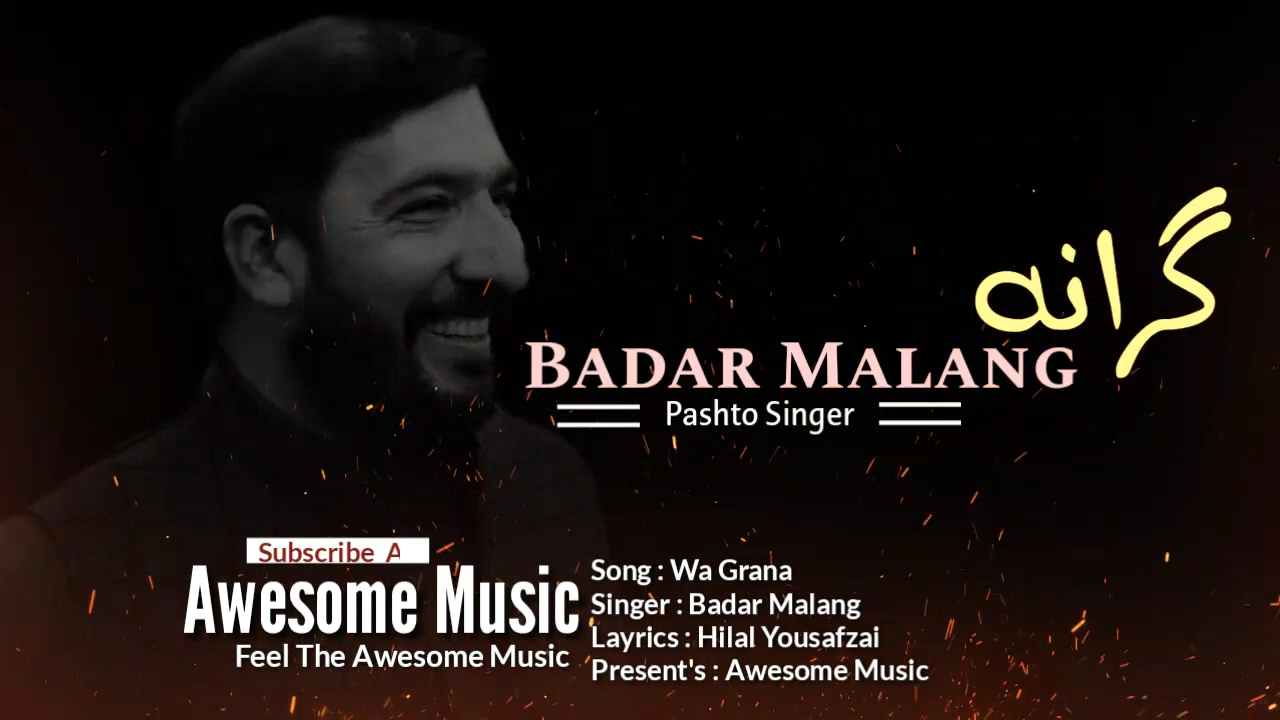 گرانه
BADAR MALANG
Pashto Singer
Subscribe A
Awesome Music
Feel The Awesome Music
Song : Wa Grana
Singer : Badar Malang
Layrics : Hilal Yousafzai
Present's : Awesome Music